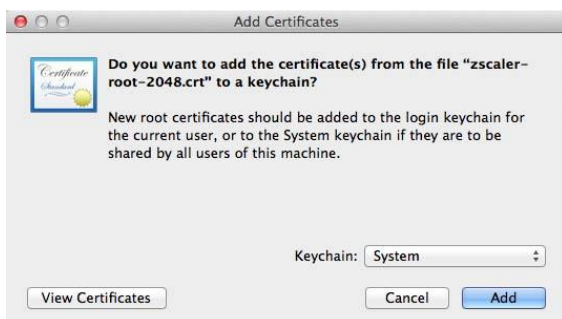 Add Certificates
Certificate
Standard
Do you want to add the certificate(s) from the file “zscaler-
root-2048.crt” to a keychain?
New root certificates should be added to the login keychain for
the current user, or to the System keychain if they are to be
shared by all users of this machine.
Keychain: System
View Certificates Cancel Add